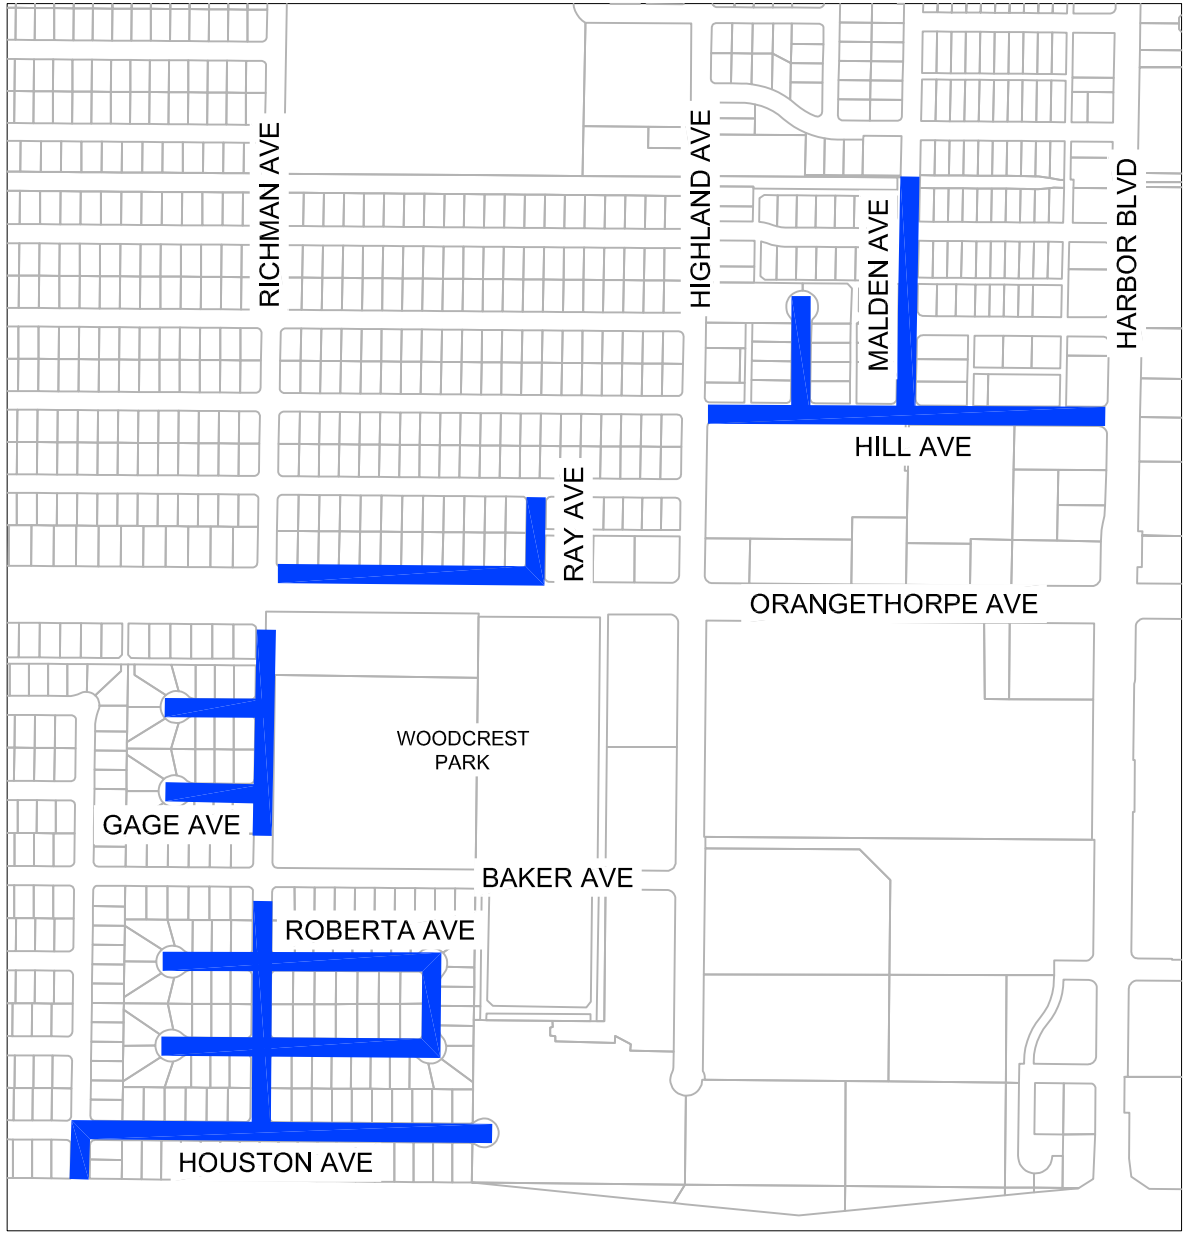 RICHMAN AVE
HIGHLAND AVE
MALDEN AVE
HARBOR BLVD
HILL AVE
RAY AVE
ORANGETHORPE AVE
WOODCREST
PARK
GAGE AVE
BAKER AVE
ROBERTA AVE
HOUSTON AVE